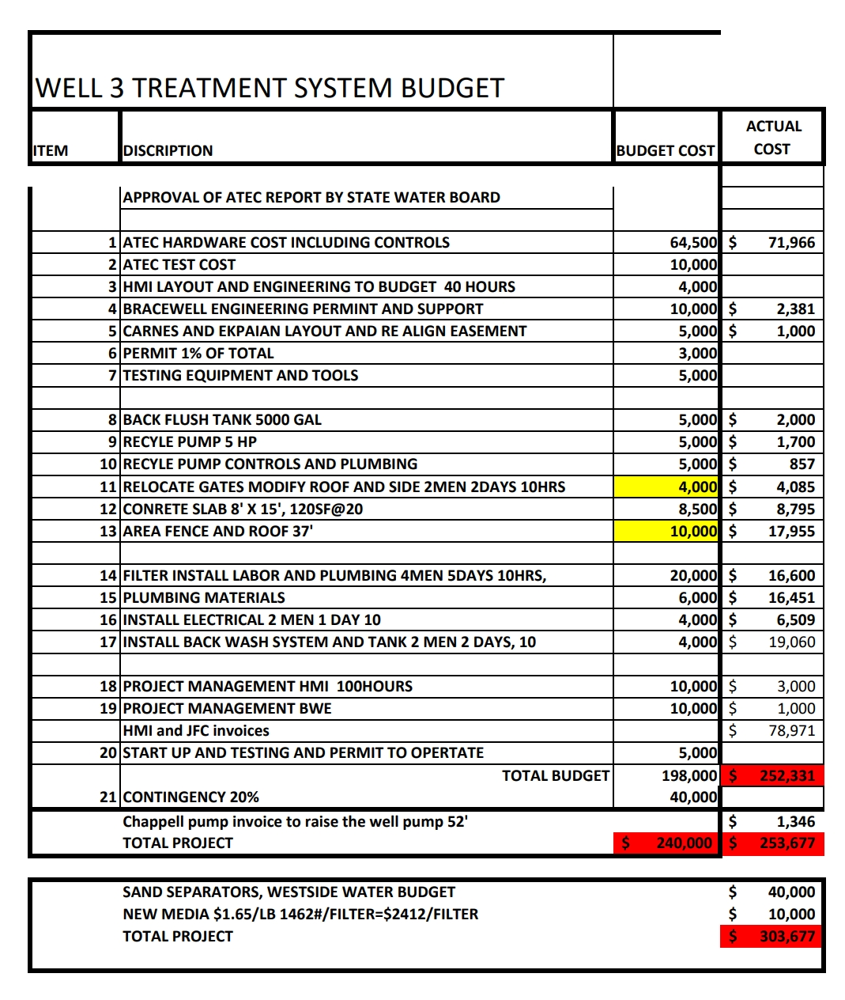 WELL 3 TREATMENT SYSTEM BUDGET
ITEM DISCRIPTION BUDGET COST ACTUAL COST
APPROVAL OF ATEC REPORT BY STATE WATER BOARD
1 ATEC HARDWARE COST INCLUDING CONTROLS 64,500 $ 71,966
2 ATEC TEST COST 10,000
3 HMI LAYOUT AND ENGINEERING TO BUDGET 40 HOURS 4,000
4 BRACEWELL ENGINEERING PERMINT AND SUPPORT 10,000 $ 2,381
5 CARNES AND EKPAIAN LAYOUT AND RE ALIGN EASEMENT 5,000 $ 1,000
6 PERMIT 1% OF TOTAL 3,000
7 TESTING EQUIPMENT AND TOOLS 5,000
8 BACK FLUSH TANK 5000 GAL 5,000 $ 2,000
9 RECYLE PUMP 5 HP 5,000 $ 1,700
10 RECYLE PUMP CONTROLS AND PLUMBING 5,000 $ 857
11 RELOCATE GATES MODIFY ROOF AND SIDE 2MEN 2DAYS 10HRS 4,000 $ 4,085
12 CONRETE SLAB 8' X 15', 120SF@20 8,500 $ 8,795
13 AREA FENCE AND ROOF 37' 10,000 $ 17,955
14 FILTER INSTALL LABOR AND PLUMBING 4MEN 5DAYS 10HRS, 20,000 $ 16,600
15 PLUMBING MATERIALS 6,000 $ 16,451
16 INSTALL ELECTRICAL 2 MEN 1 DAY 10 4,000 $ 6,509
17 INSTALL BACK WASH SYSTEM AND TANK 2 MEN 2 DAYS, 10 4,000 $ 19,060
18 PROJECT MANAGEMENT HMI 100HOURS 10,000 $ 3,000
19 PROJECT MANAGEMENT BWE 10,000 $ 1,000
HMI and JFC invoices $ 78,971
20 START UP AND TESTING AND PERMIT TO OPERTATE 5,000
TOTAL BUDGET 198,000 $ 252,331
21 CONTINGENCY 20% 40,000
Chappell pump invoice to raise the well pump 52' $ 1,346
TOTAL PROJECT $ 240,000 $ 253,677
SAND SEPARATORS, WESTSIDE WATER BUDGET $ 40,000
NEW MEDIA $1.65/LB 1462#/FILTER=$2412/FILTER $ 10,000
TOTAL PROJECT $ 303,677